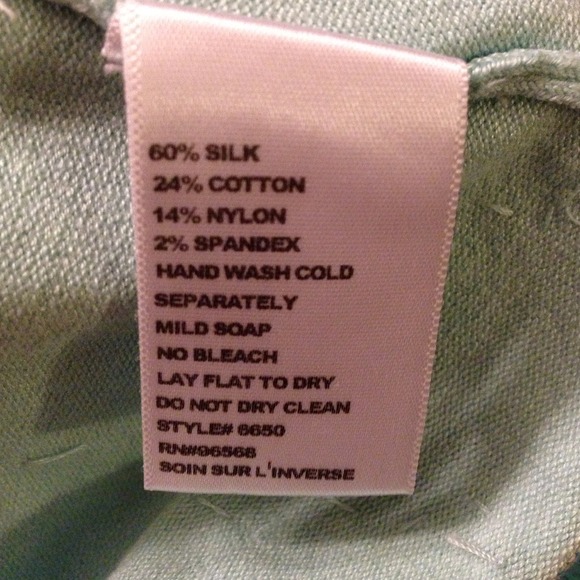 60% SILK
24% COTTON
14% NYLON
2% SPANDEX
HAND WASH COLD
SEPARATELY
MILD SOAP
NO BLEACH
LAY FLAT TO DRY
DO NOT DRY CLEAN
STYLE# 6650
RN#96568
SOIN SUR L'INVERSE